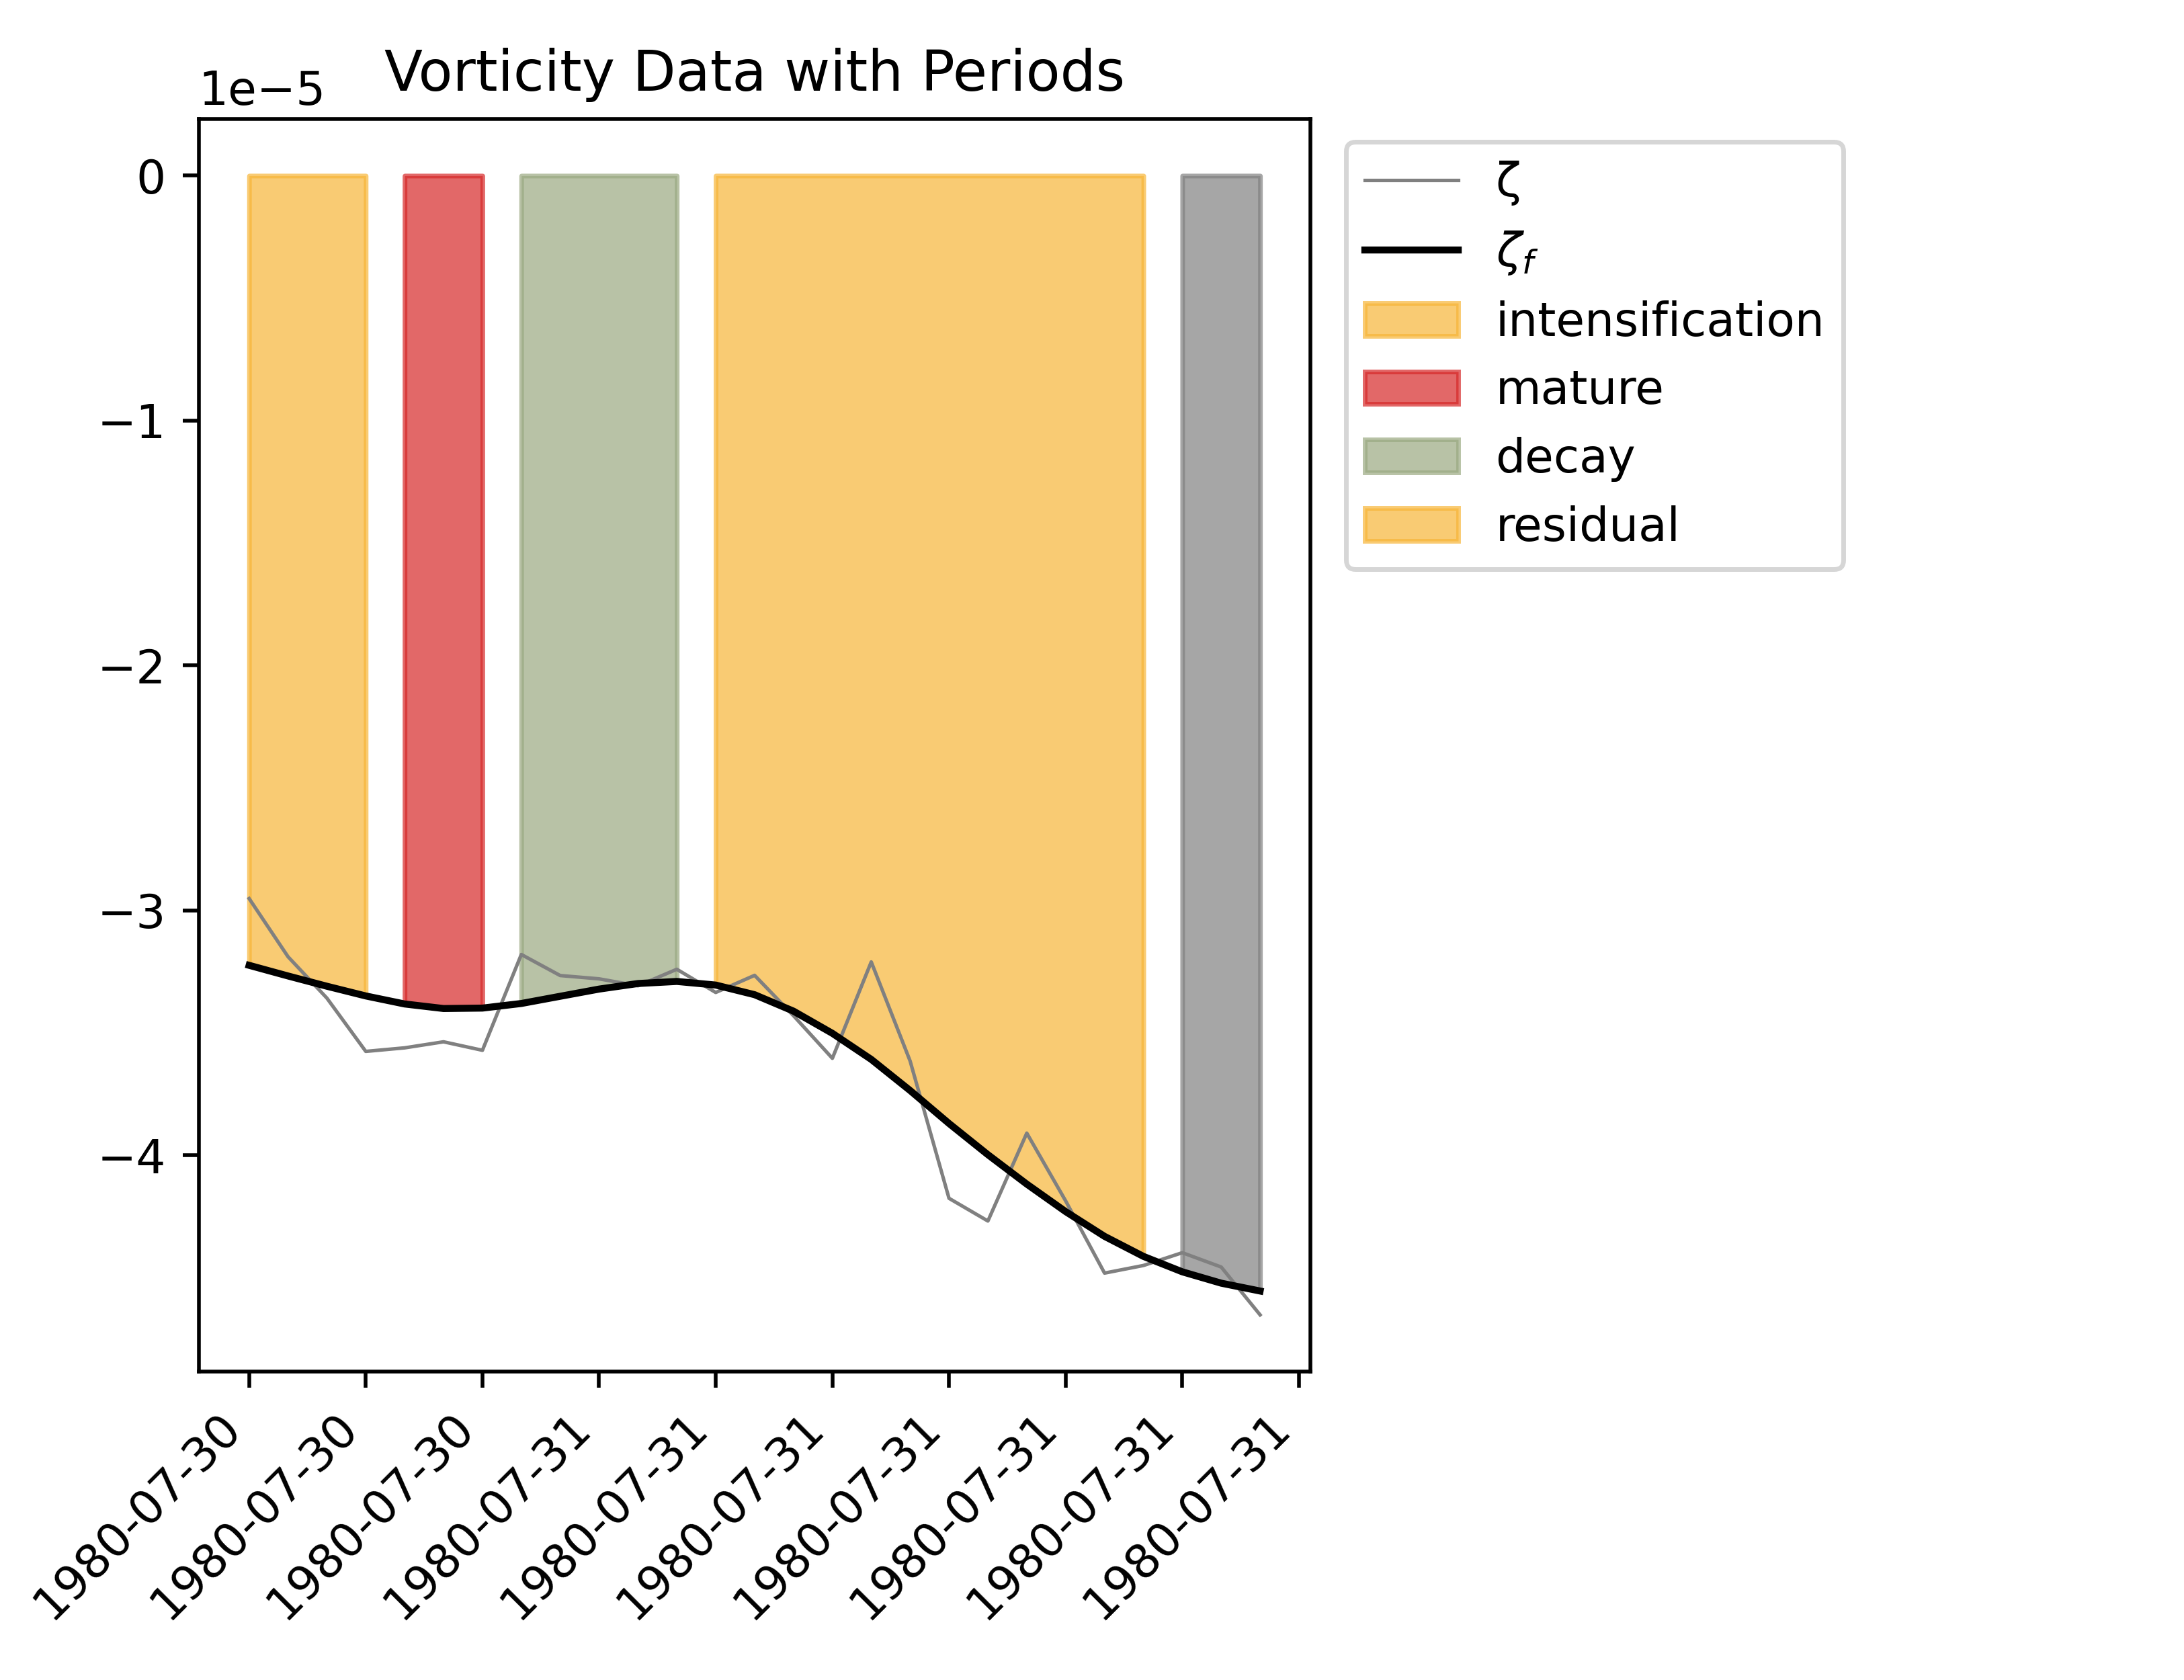 Vorticity Data with Periods
1e−5
0
−1
−2
−3
−4
1980-07-30
1980-07-30
1980-07-30
1980-07-31
1980-07-31
1980-07-31
1980-07-31
1980-07-31
1980-07-31
1980-07-31
ζ
ζf
intensification
mature
decay
residual